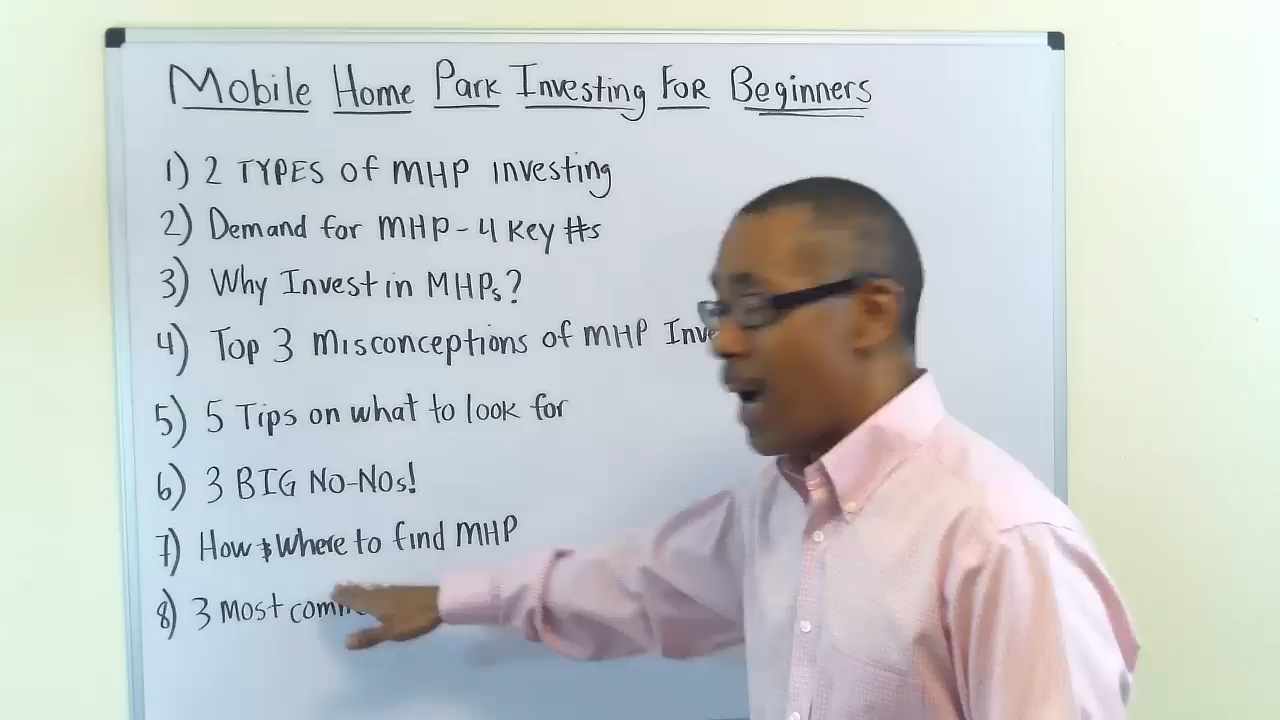 Mobile Home Park Investing FOR Beginners
1) 2 TYPES of MHP investing
2) Demand for MHP - 4 Key #s
3) Why Invest in MHPs?
4) Top 3 Misconceptions of MHP
5) 5 Tips on what to look for
6) 3 BIG No-Nos!
7) How & Where to find MHP
8) 3 Most